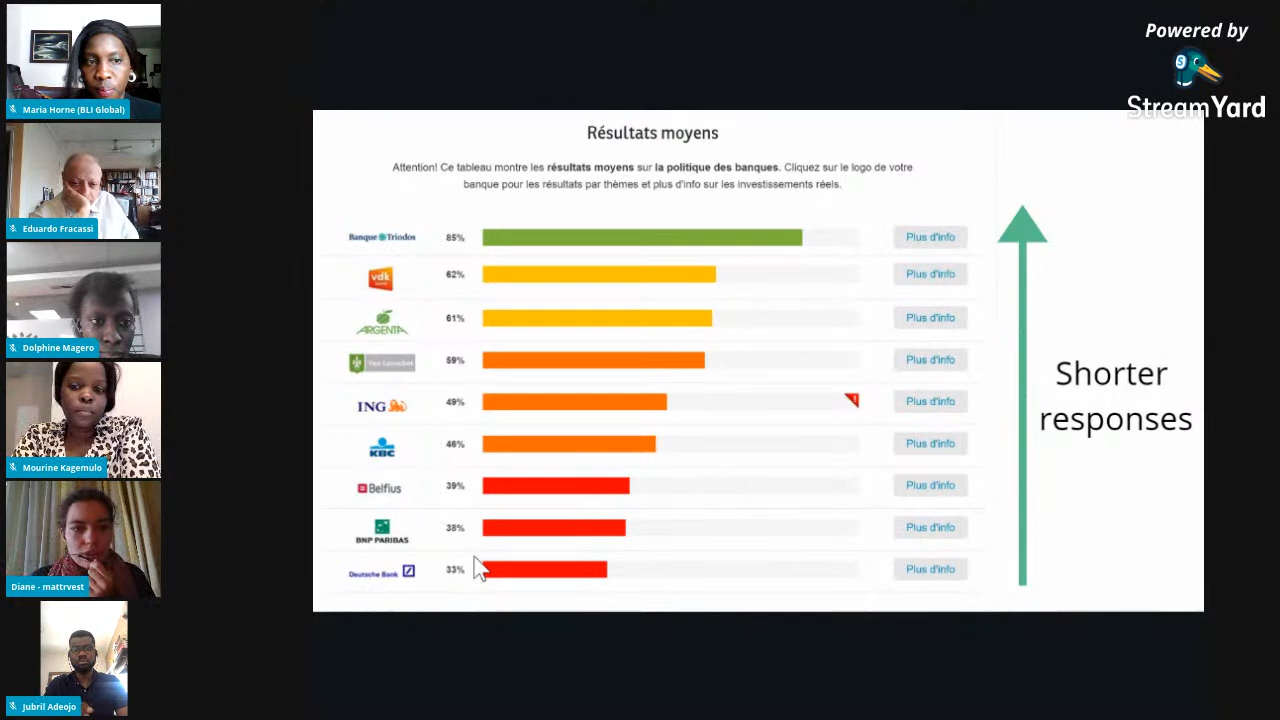 Powered by
StreamYard
Maria Horne (BLI Global)
Eduardo Fracassi
Dolphine Magero
Mourine Kagemulo
Diane - mattrvest
Jubril Adeojo
Résultats moyens
Attention! Ce tableau montre les résultats moyens sur la politique des banques. Cliquez sur le logo de votre
banque pour les résultats par thèmes et plus d'info sur les investissements réels.
Banque Triodos 85% Plus d'info
vdk 62% Plus d'info
ARGENTA 61% Plus d'info
Van Lanschot 59% Plus d'info
ING 49% Plus d'info
KBC 46% Plus d'info
Belfius 39% Plus d'info
BNP PARIBAS 38% Plus d'info
Deutsche Bank 33% Plus d'info
Shorter
responses